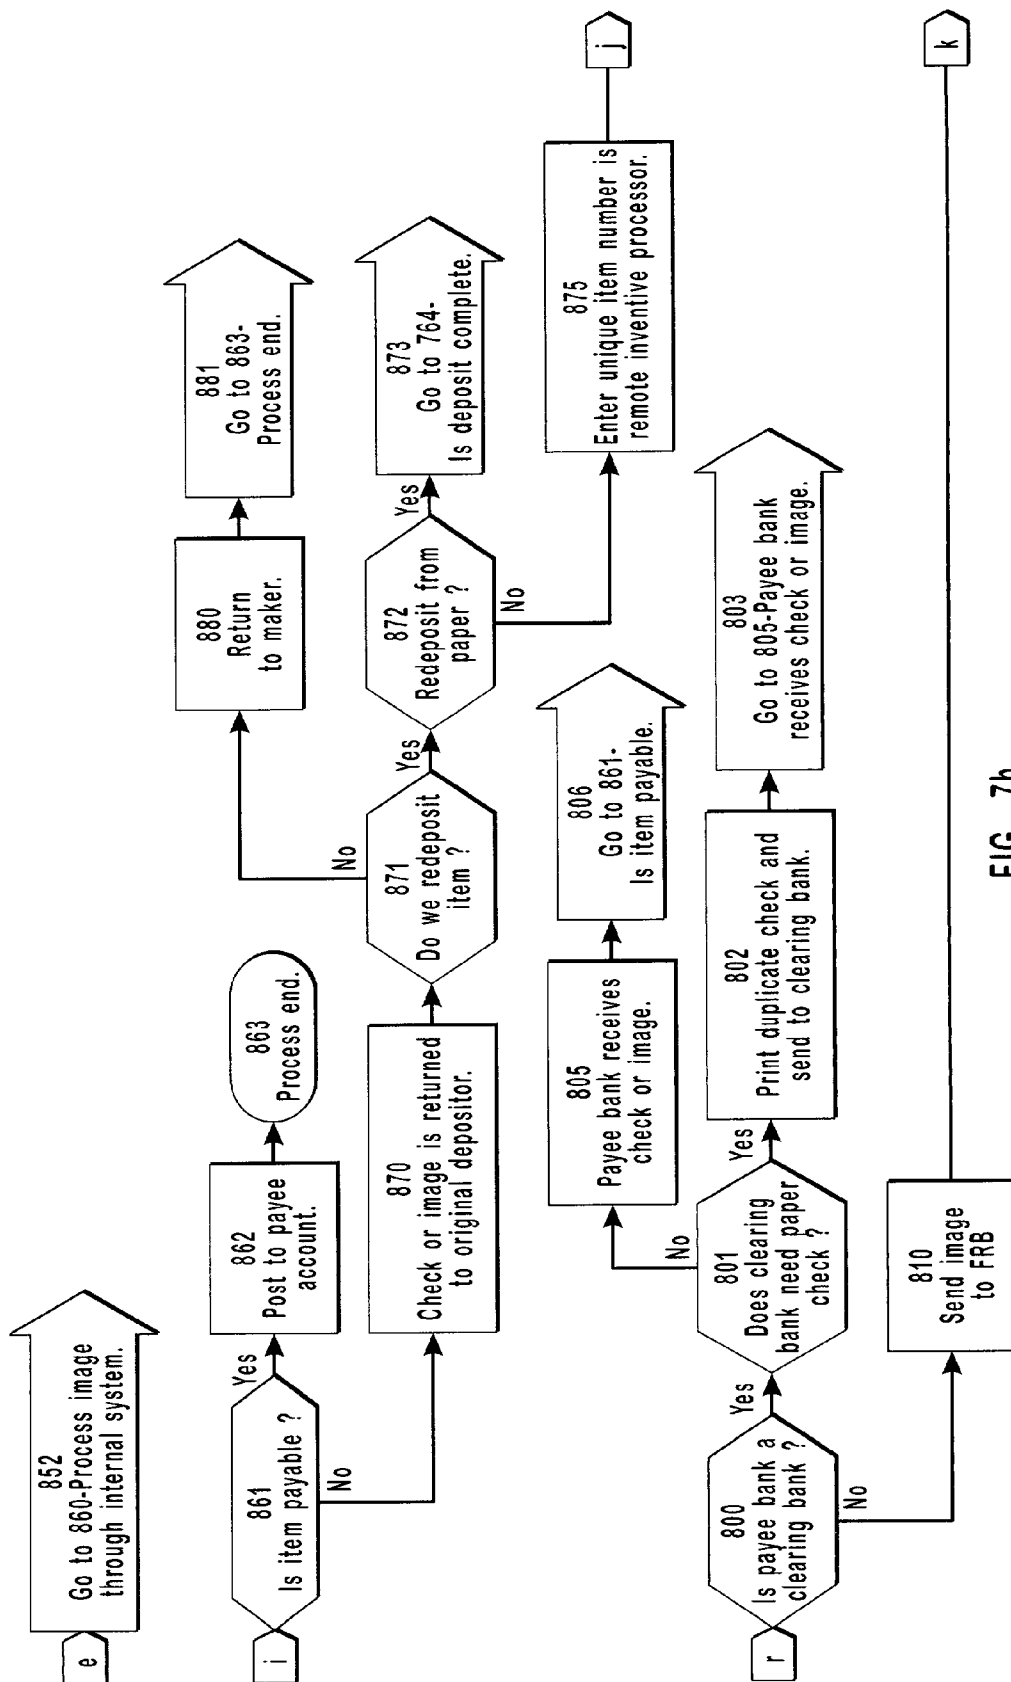 e
852
Go to 860-Process image
through internal system.
i
861
Is item payable ?
Yes
No
862
Post to payee
account.
863
Process end.
870
Check or image is returned
to original depositor.
871
Do we redeposit
item ?
No
Yes
880
Return
to maker.
881
Go to 863-
Process end.
872
Redeposit from
paper ?
Yes
No
873
Go to 764-
Is deposit complete.
875
Enter unique item number is
remote inventive processor.
j
r
800
Is payee bank a
clearing bank ?
Yes
No
801
Does clearing
bank need paper
check ?
No
Yes
805
Payee bank receives
check or image.
806
Go to 861-
Is item payable.
802
Print duplicate check and
send to clearing bank.
803
Go to 805-Payee bank
receives check or image.
810
Send image
to FRB
k
FIG. 7h